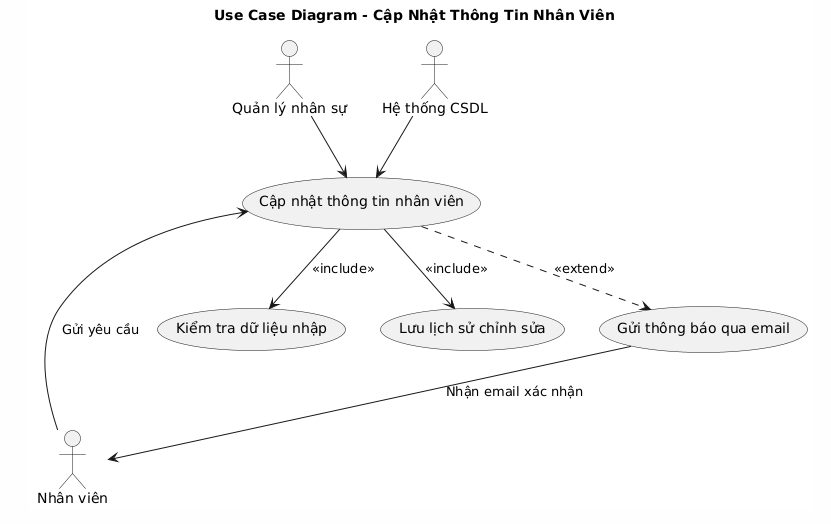 Use Case Diagram - Cập Nhật Thông Tin Nhân Viên
Quản lý nhân sự
Hệ thống CSDL
Cập nhật thông tin nhân viên
«include»
«include»
«extend»
Gửi yêu cầu
Kiểm tra dữ liệu nhập
Lưu lịch sử chỉnh sửa
Gửi thông báo qua email
Nhận email xác nhận
Nhân viên